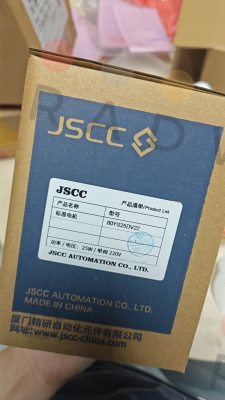 JSCC
JSCC
产品清单/Product List
产品名称
型号
标准电机
60YS25DV22
功率/电压: 25W/单相 220V
JSCC AUTOMATION CO., LTD.
JSCC AUTOMATION CO., LTD.
MADE IN CHINA
厦门精研自动化元件有限公司
网址:www.jscc-china.com